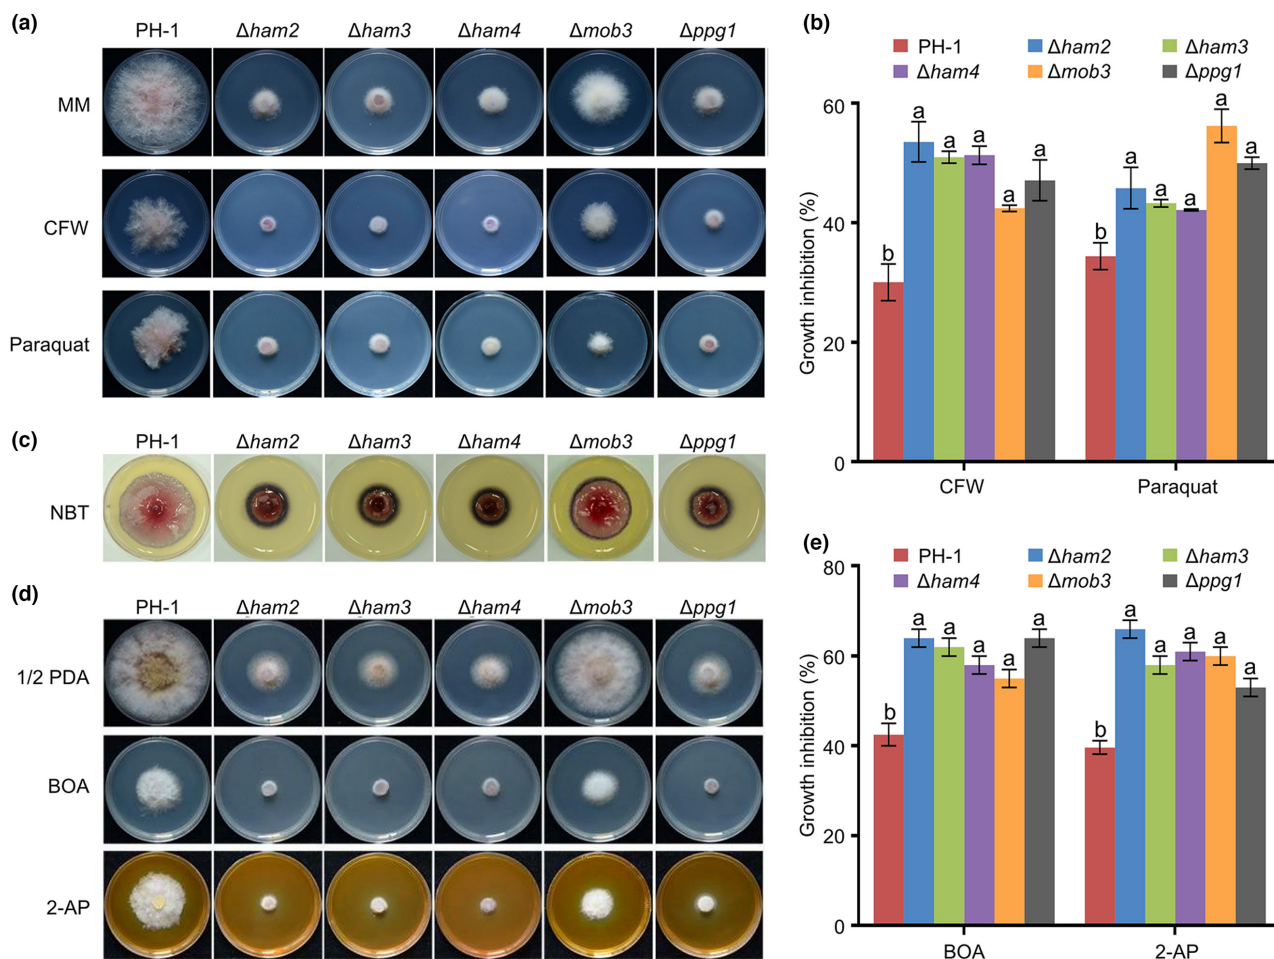 (a)
PH-1 Δham2 Δham3 Δham4 Δmob3 Δppg1
MM
CFW
Paraquat
(b)
PH-1 Δham2 Δham3
Δham4 Δmob3 Δppg1
Growth inhibition (%)
60
40
20
0
b a a a a a
b a a a a a
CFW Paraquat
(c)
PH-1 Δham2 Δham3 Δham4 Δmob3 Δppg1
NBT
(d)
PH-1 Δham2 Δham3 Δham4 Δmob3 Δppg1
1/2 PDA
BOA
2-AP
(e)
PH-1 Δham2 Δham3
Δham4 Δmob3 Δppg1
Growth inhibition (%)
80
60
40
20
0
b a a a a a
b a a a a a
BOA 2-AP